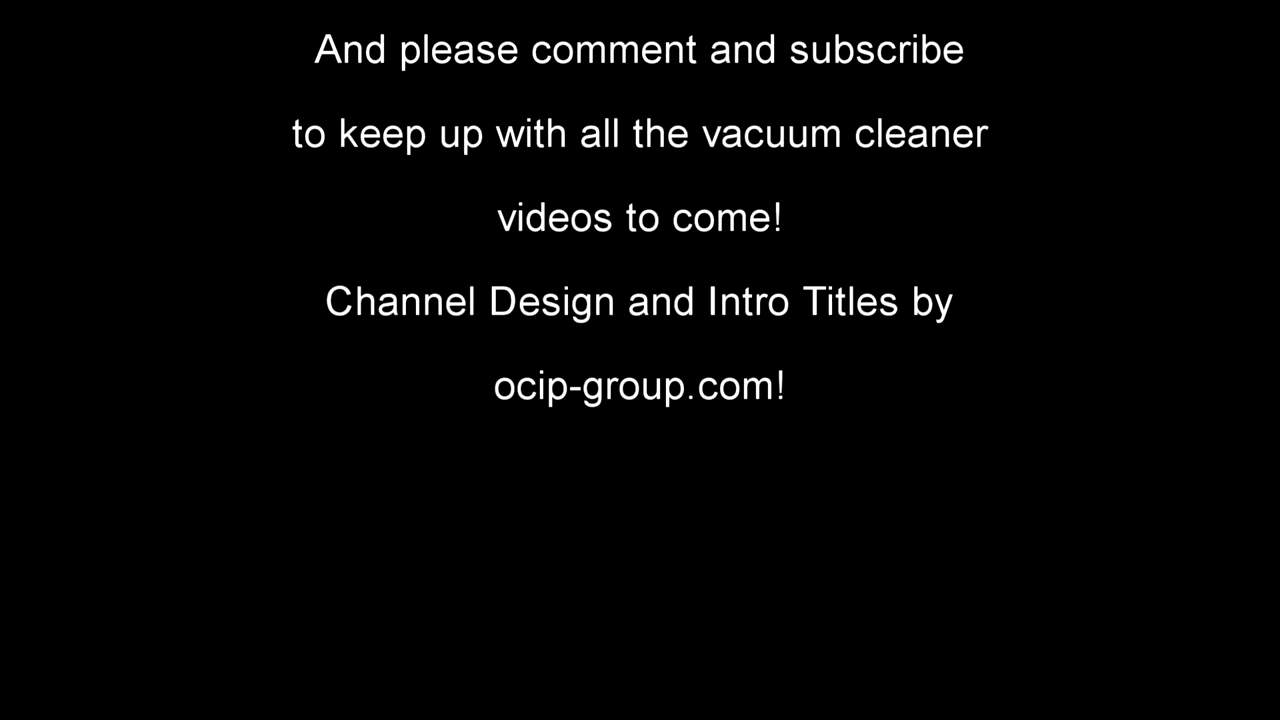 And please comment and subscribe
to keep up with all the vacuum cleaner
videos to come!
Channel Design and Intro Titles by
ocip-group.com!